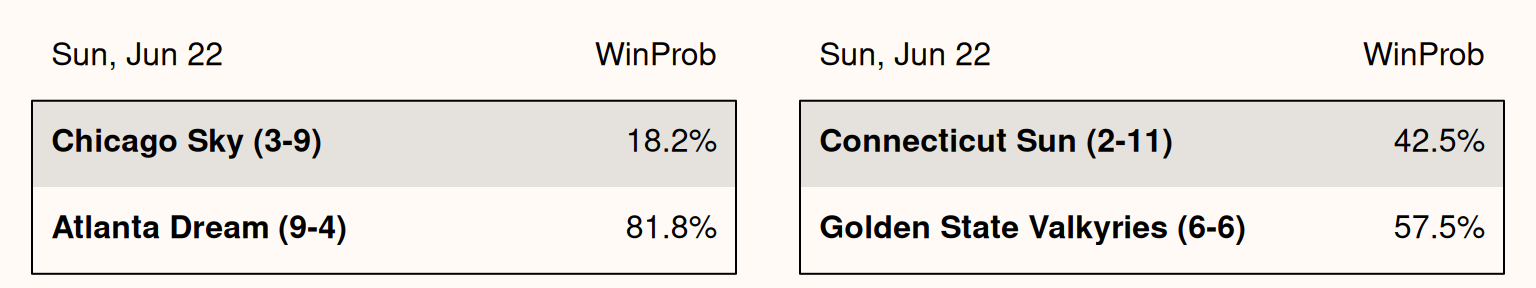 Sun, Jun 22 WinProb
Chicago Sky (3-9) 18.2%
Atlanta Dream (9-4) 81.8%
Sun, Jun 22 WinProb
Connecticut Sun (2-11) 42.5%
Golden State Valkyries (6-6) 57.5%